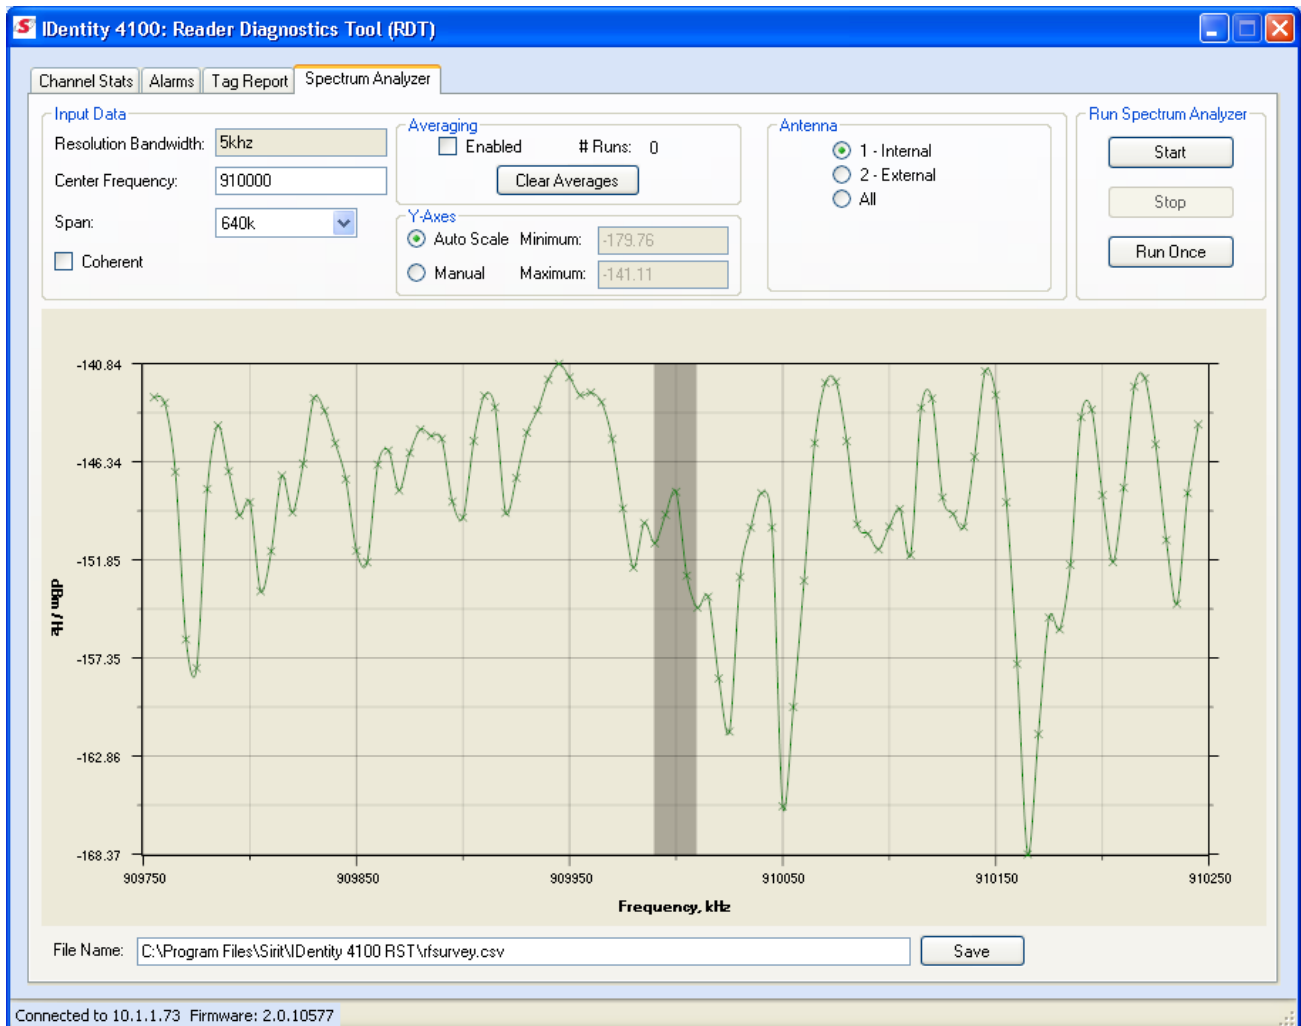 IDentity 4100: Reader Diagnostics Tool (RDT)
Channel Stats Alarms Tag Report Spectrum Analyzer
Input Data
Resolution Bandwidth: 5khz
Center Frequency: 910000
Span: 640k
Coherent
Averaging
Enabled # Runs: 0
Clear Averages
Y-Axes
Auto Scale Minimum: -179.76
Manual Maximum: -141.11
Antenna
1 - Internal
2 - External
All
Run Spectrum Analyzer
Start
Stop
Run Once
-140.84
-146.34
-151.85
-157.35
-162.86
-168.37
dBm / Hz
909750 909850 909950 910050 910150 910250
Frequency, kHz
File Name: C:\Program Files\Sirit\IDentity 4100 RST\rfsurvey.csv Save
Connected to 10.1.1.73 Firmware: 2.0.10577